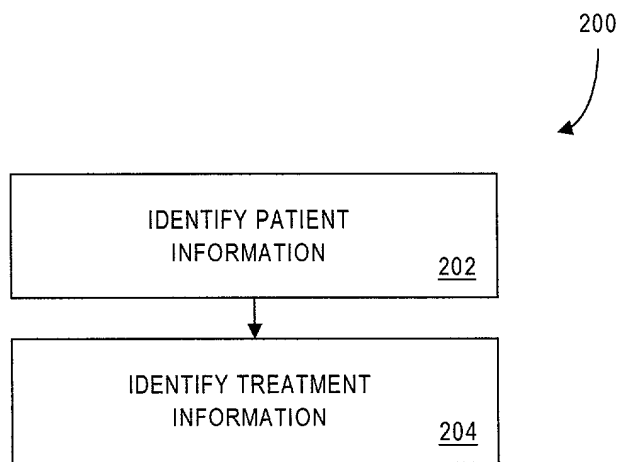 200
IDENTIFY PATIENT
INFORMATION
202
IDENTIFY TREATMENT
INFORMATION
204